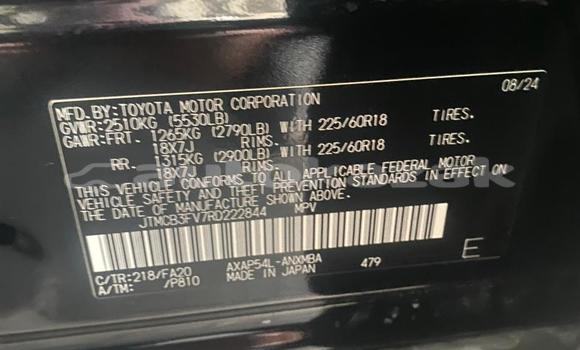 08/24
MFD.BY:TOYOTA MOTOR CORPORATION
GVWR:2510KG (5530LB)
GAWR-FRT. 1265KG (2790LB) WITH 225/60R18 TIRES.
18X7J RIMS.
RR. 1315KG (2900LB) WITH 225/60R18 TIRES.
18X7J RIMS.
THIS VEHICLE CONFORMS TO ALL APPLICABLE FEDERAL MOTOR
VEHICLE SAFETY AND THEFT PREVENTION STANDARDS IN EFFECT ON
THE DATE OF MANUFACTURE SHOWN ABOVE.
JTMCB3FV7RD222844 MPV
C/TR:218/FA20 AXAP54L-ANXMBA 479
A/TM: /P810 MADE IN JAPAN
E